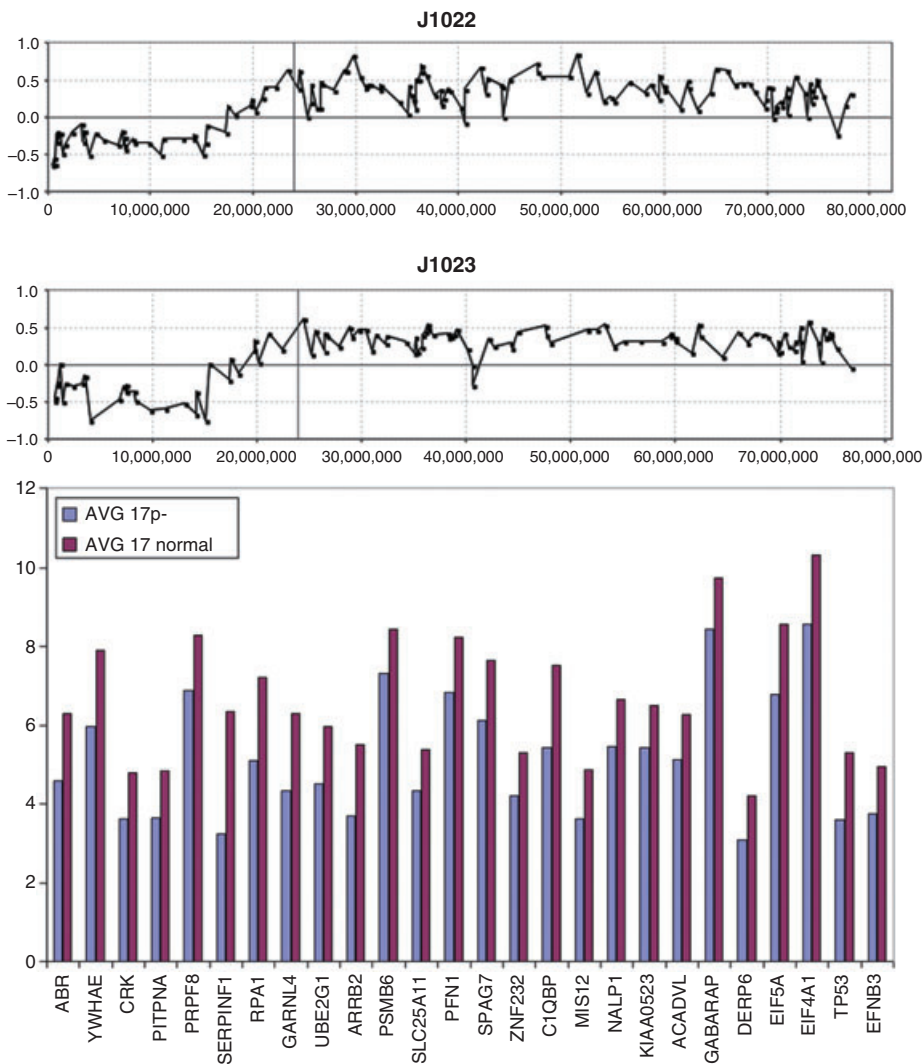 J1022
1.0
0.5
0.0
–0.5
–1.0
0 10,000,000 20,000,000 30,000,000 40,000,000 50,000,000 60,000,000 70,000,000 80,000,000
J1023
1.0
0.5
0.0
–0.5
–1.0
0 10,000,000 20,000,000 30,000,000 40,000,000 50,000,000 60,000,000 70,000,000 80,000,000
12
10
8
6
4
2
0
AVG 17p-
AVG 17 normal
ABR
YWHAE
CRK
PITPNA
PRPF8
SERPINF1
RPA1
GARNL4
UBE2G1
ARRB2
PSMB6
SLC25A11
PFN1
SPAG7
ZNF232
C1QBP
MIS12
NALP1
KIAA0523
ACADVL
GABARAP
DERP6
EIF5A
EIF4A1
TP53
EFNB3